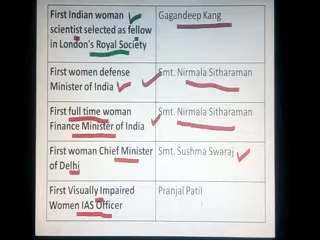 First Indian woman
scientist selected as fellow
in London's Royal Society
Gagandeep Kang
First women defense
Minister of India
Smt. Nirmala Sitharaman
First full time woman
Finance Minister of India
Smt. Nirmala Sitharaman
First woman Chief Minister
of Delhi
Smt. Sushma Swaraj
First Visually Impaired
Women IAS Officer
Pranjal Patil